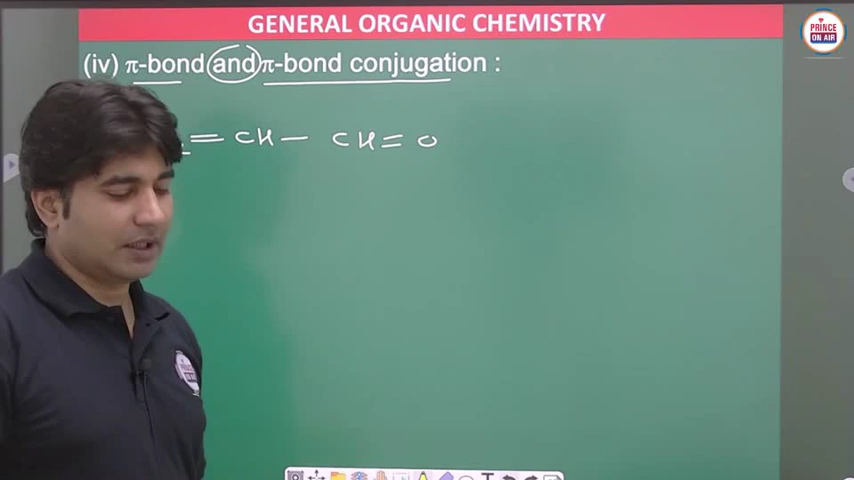 GENERAL ORGANIC CHEMISTRY
PRINCE
ON AIR
(iv) π-bond and π-bond conjugation :
= CH — CH = O